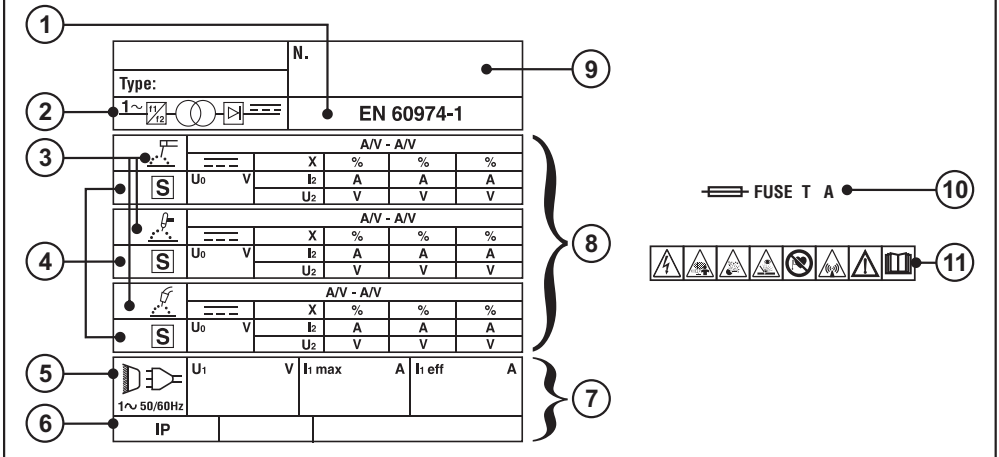 1
N.
9
Type:
2
1~ f1 f2
EN 60974-1
3
A/V - A/V
X % % %
S U0 V I2 A A A
U2 V V V
A/V - A/V
X % % %
4
S U0 V I2 A A A
U2 V V V
8
A/V - A/V
X % % %
S U0 V I2 A A A
U2 V V V
10
FUSE T A
11
5
U1 V I1 max A I1 eff A
1~ 50/60Hz
7
6
IP